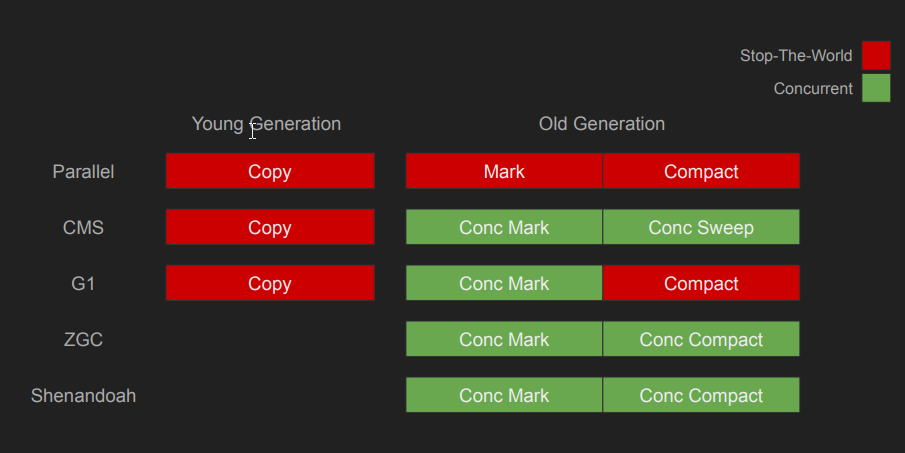 Stop-The-World
Concurrent
Young Generation Old Generation
Parallel Copy Mark Compact
CMS Copy Conc Mark Conc Sweep
G1 Copy Conc Mark Compact
ZGC Conc Mark Conc Compact
Shenandoah Conc Mark Conc Compact